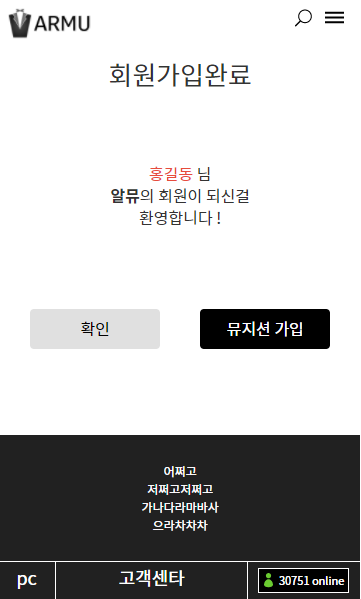 ARMU
회원가입완료
홍길동 님
알뮤의 회원이 되신걸
환영합니다 !
확인
뮤지션 가입
어쩌고
저쩌고저쩌고
가나다라마바사
으라차차차
pc
고객센타
30751 online